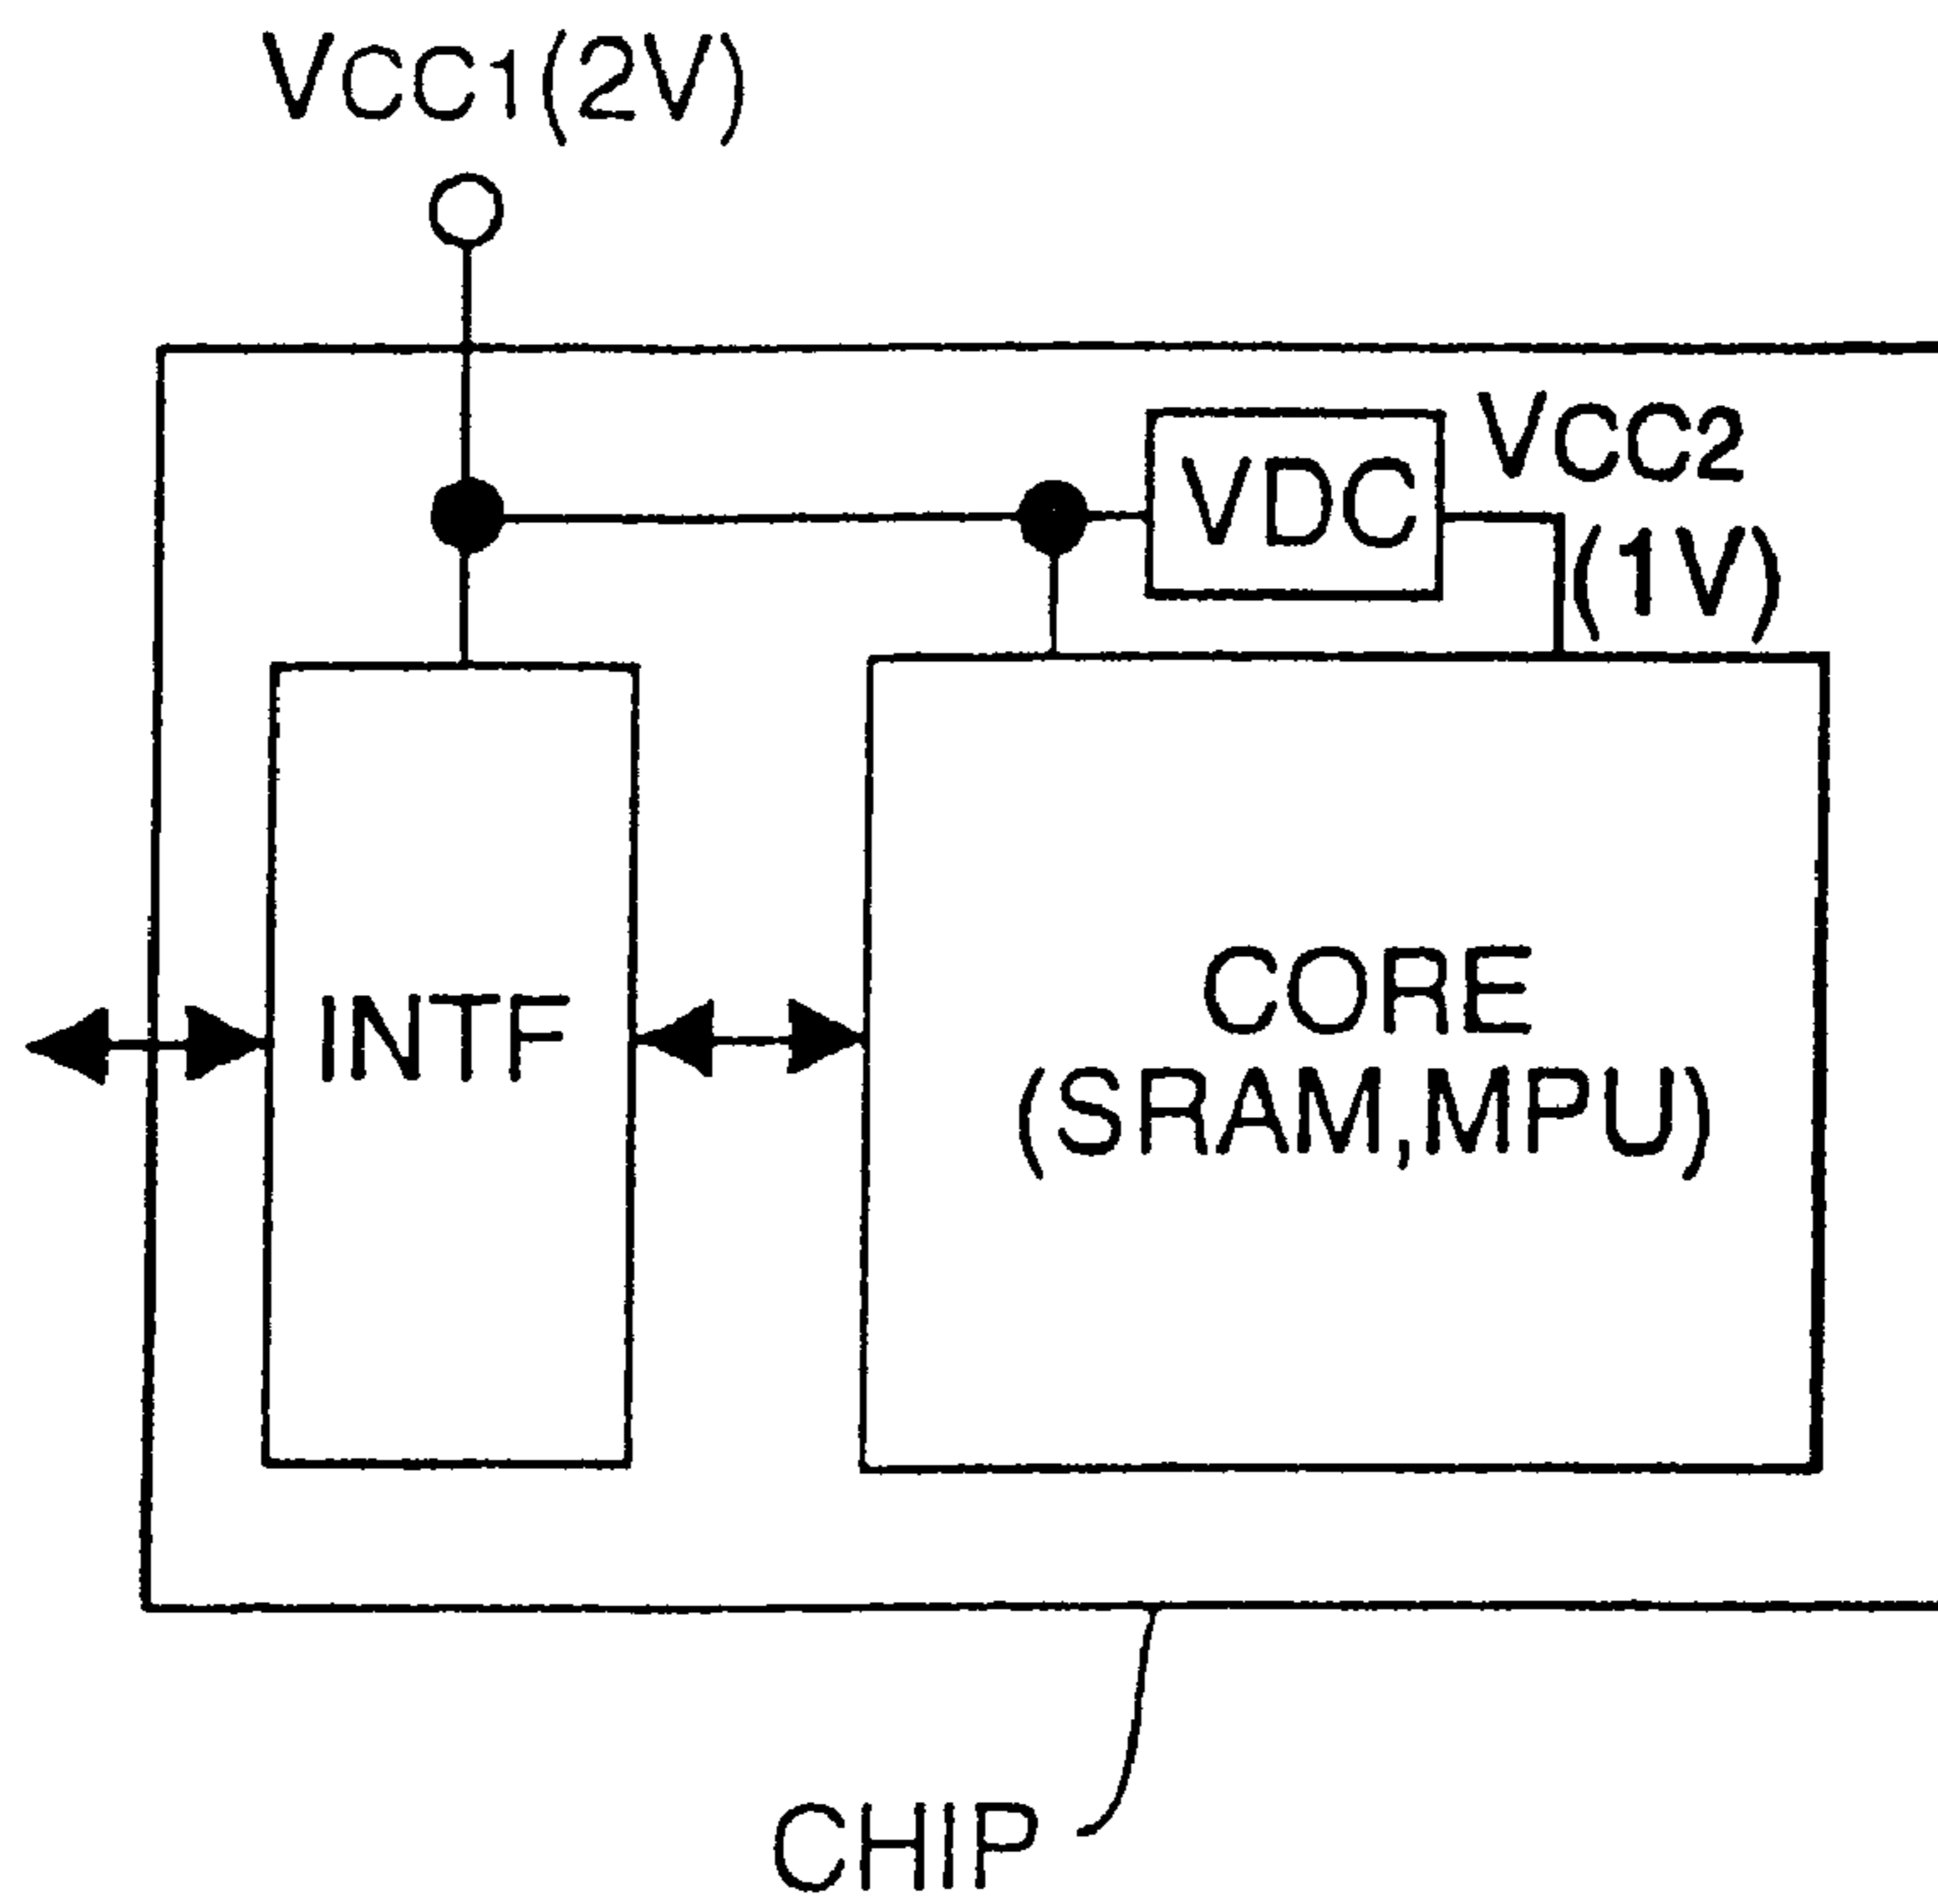 VCC1(2V)
VDC
VCC2
(1V)
INTF
CORE
(SRAM,MPU)
CHIP